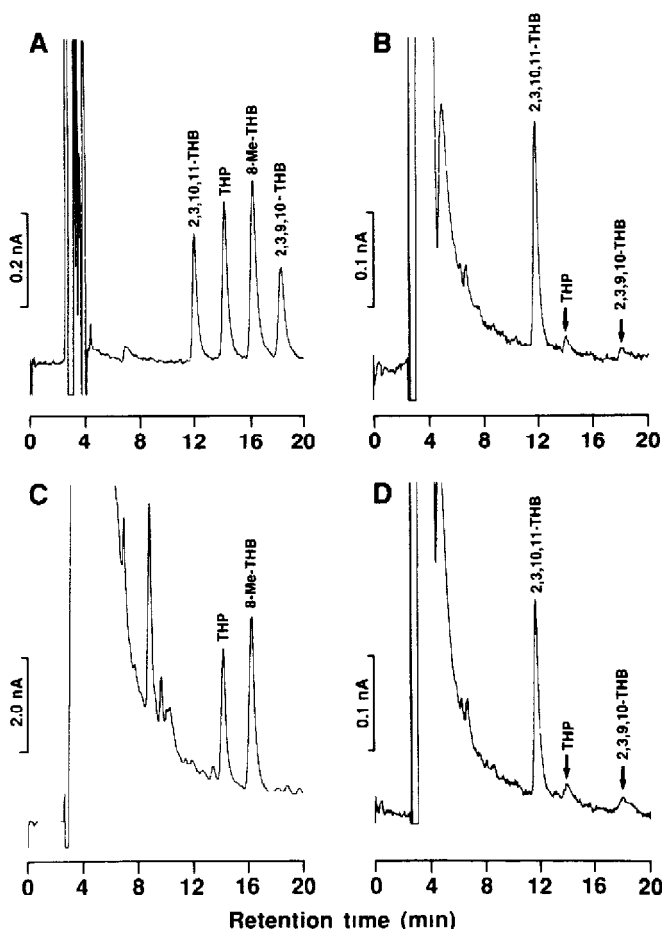 A
0.2 nA
2,3,10,11-THB
THP
8-Me-THB
2,3,9,10-THB
0 4 8 12 16 20
B
0.1 nA
2,3,10,11-THB
THP
2,3,9,10-THB
0 4 8 12 16 20
C
2.0 nA
THP
8-Me-THB
0 4 8 12 16 20
D
0.1 nA
2,3,10,11-THB
THP
2,3,9,10-THB
0 4 8 12 16 20
Retention time (min)